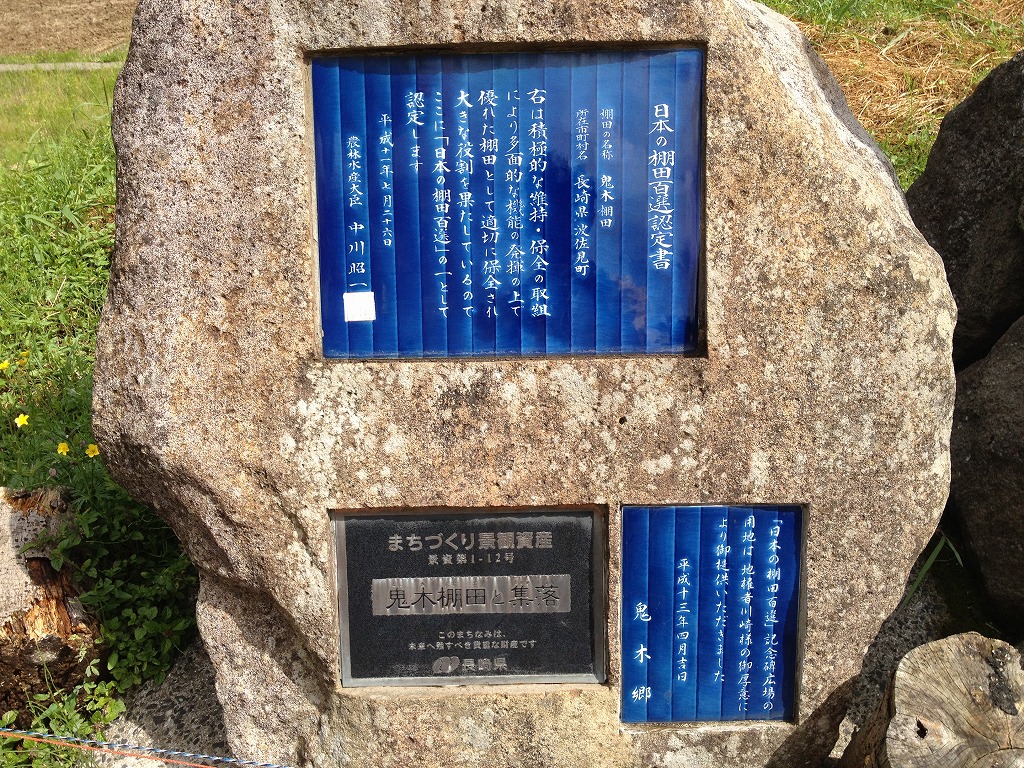 日本の棚田百選認定書
棚田の名称　鬼木棚田
所在市町村名　長崎県波佐見町
右は積極的な維持・保全の取組
により多面的な機能の発揮の上で
優れた棚田として適切に保全され
大きな役割を果たしているので
ここに「日本の棚田百選」の一として
認定します
平成十一年七月二十六日
農林水産大臣　中川昭一
まちづくり景観資産
景資第1-12号
鬼木棚田と集落
このまちなみは、
未来へ残すべき貴重な財産です
長崎県
「日本の棚田百選」記念碑広場の
用地は地権者川崎様の御厚意に
より御提供いただきました
平成十三年四月吉日
鬼木郷